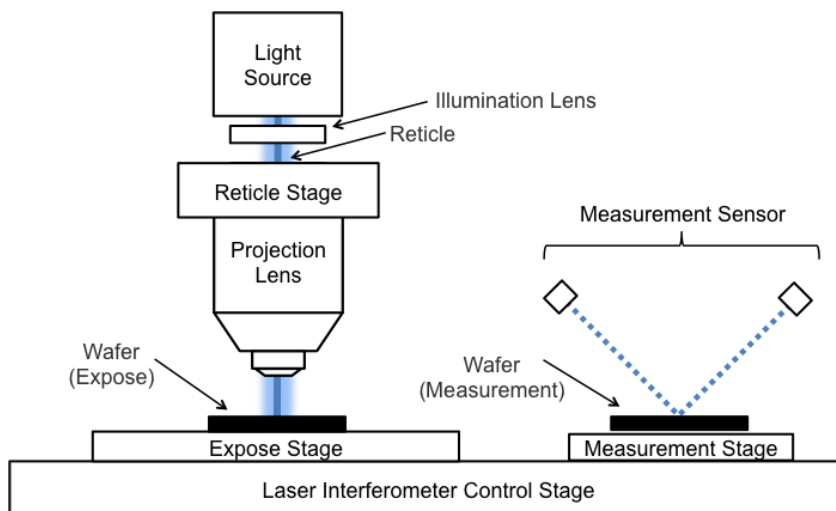 Light
Source
Illumination Lens
Reticle
Reticle Stage
Projection
Lens
Measurement Sensor
Wafer
(Expose)
Wafer
(Measurement)
Expose Stage
Measurement Stage
Laser Interferometer Control Stage